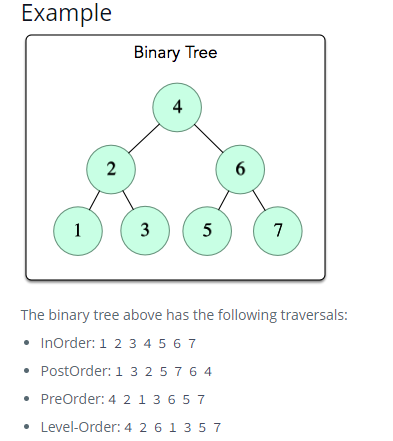 Example
Binary Tree
4
2 6
1 3 5 7
The binary tree above has the following traversals:
• InOrder: 1 2 3 4 5 6 7
• PostOrder: 1 3 2 5 7 6 4
• PreOrder: 4 2 1 3 6 5 7
• Level-Order: 4 2 6 1 3 5 7